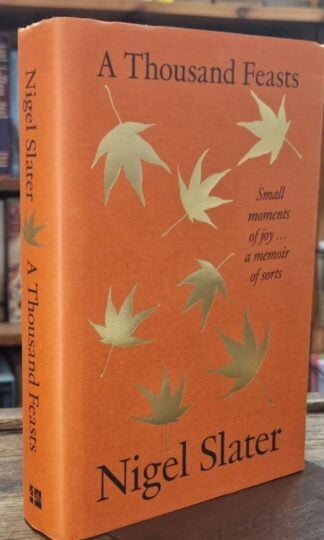 A Thousand Feasts
Small
moments
of joy ...
a memoir
of sorts
Nigel Slater
Nigel Slater
A Thousand Feasts